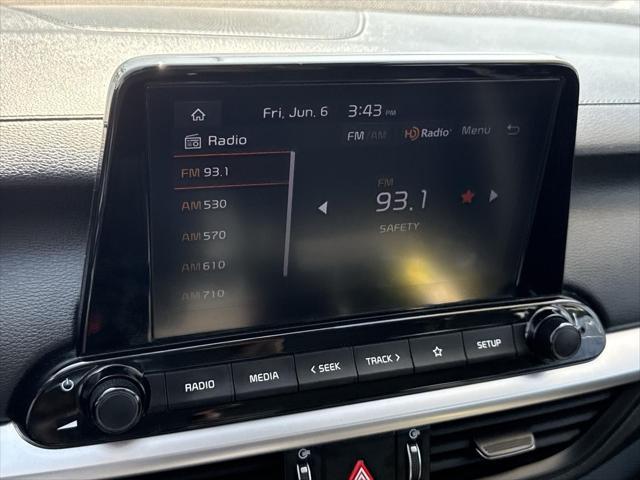 Fri, Jun. 6 3:43 PM
Radio FM/AM HD Radio Menu
FM 93.1
AM 530
AM 570
AM 610
AM 710
FM
93.1
SAFETY
RADIO MEDIA < SEEK TRACK > SETUP